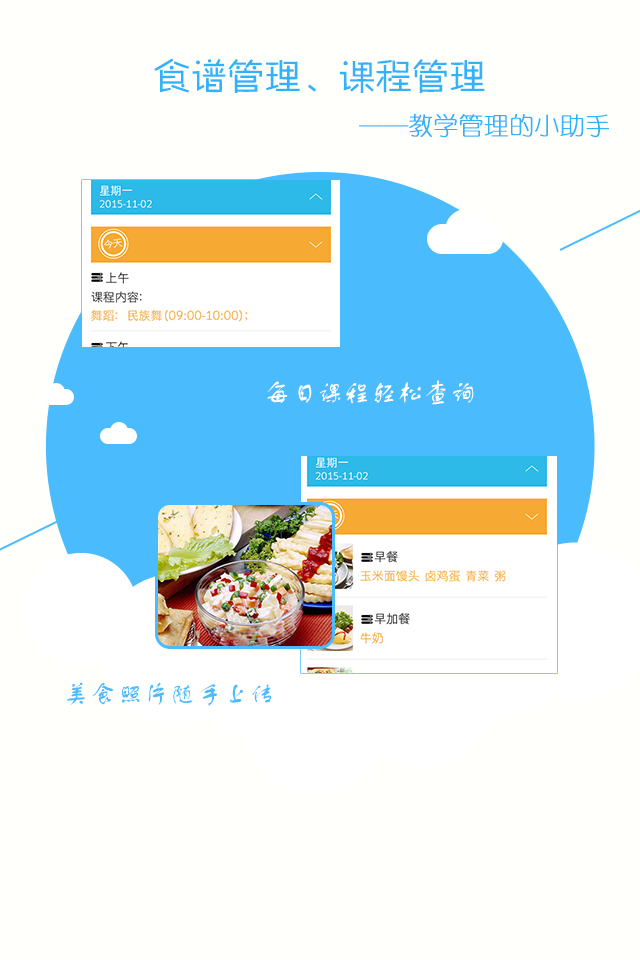 食谱管理、课程管理
——教学管理的小助手
星期一
2015-11-02
今天
上午
课程内容:
舞蹈: 民族舞(09:00-10:00);
下午
每日课程轻松查询
星期一
2015-11-02
早餐
玉米面馒头 卤鸡蛋 青菜 粥
早加餐
牛奶
美食照片随手上传